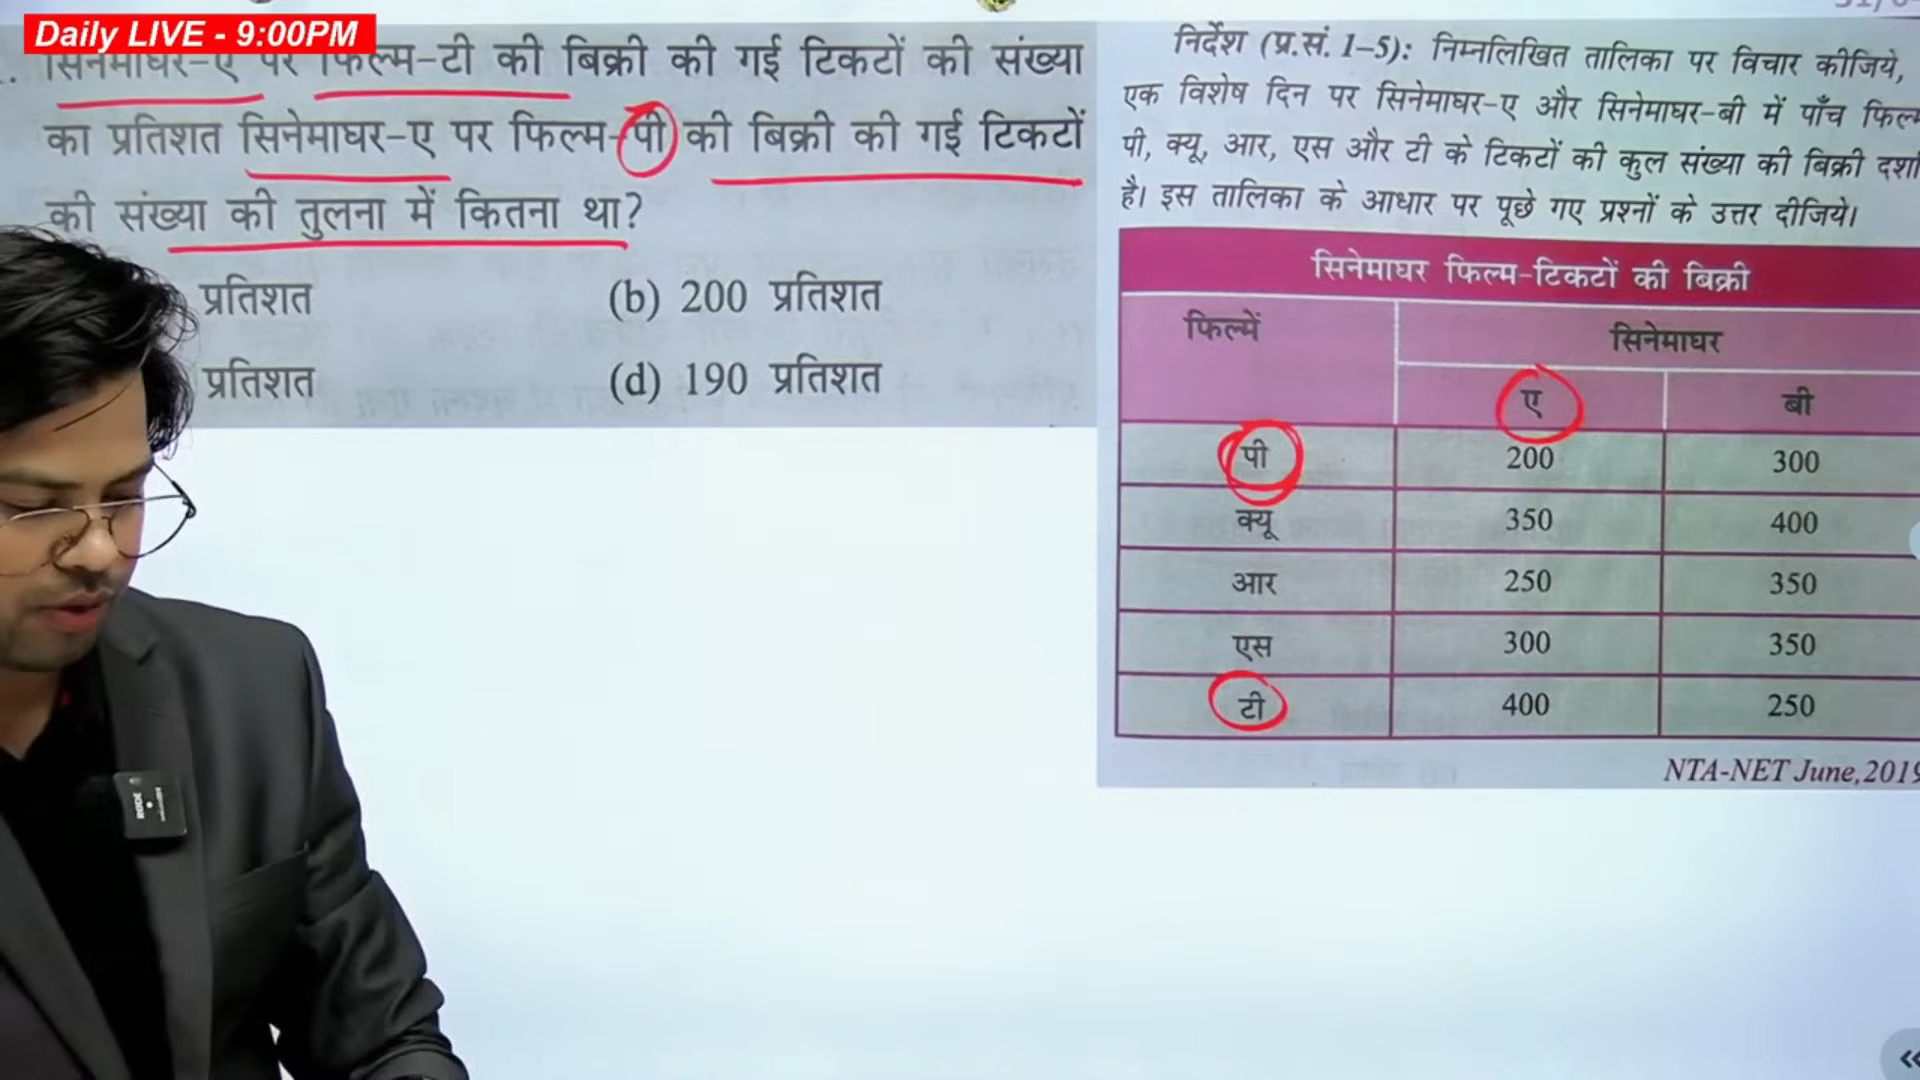 Daily LIVE - 9:00PM
सिनेमाघर-ए पर फिल्म-टी की बिक्री की गई टिकटों की संख्या
का प्रतिशत सिनेमाघर-ए पर फिल्म-पी की बिक्री की गई टिकटों
की संख्या की तुलना में कितना था?
प्रतिशत (b) 200 प्रतिशत
प्रतिशत (d) 190 प्रतिशत
निर्देश (प्र.सं. 1–5): निम्नलिखित तालिका पर विचार कीजिये,
एक विशेष दिन पर सिनेमाघर-ए और सिनेमाघर-बी में पाँच फिल्म
पी, क्यू, आर, एस और टी के टिकटों की कुल संख्या की बिक्री दर्शा
है। इस तालिका के आधार पर पूछे गए प्रश्नों के उत्तर दीजिये।
सिनेमाघर फिल्म-टिकटों की बिक्री
फिल्में सिनेमाघर
ए बी
पी 200 300
क्यू 350 400
आर 250 350
एस 300 350
टी 400 250
NTA-NET June,2019
RODE